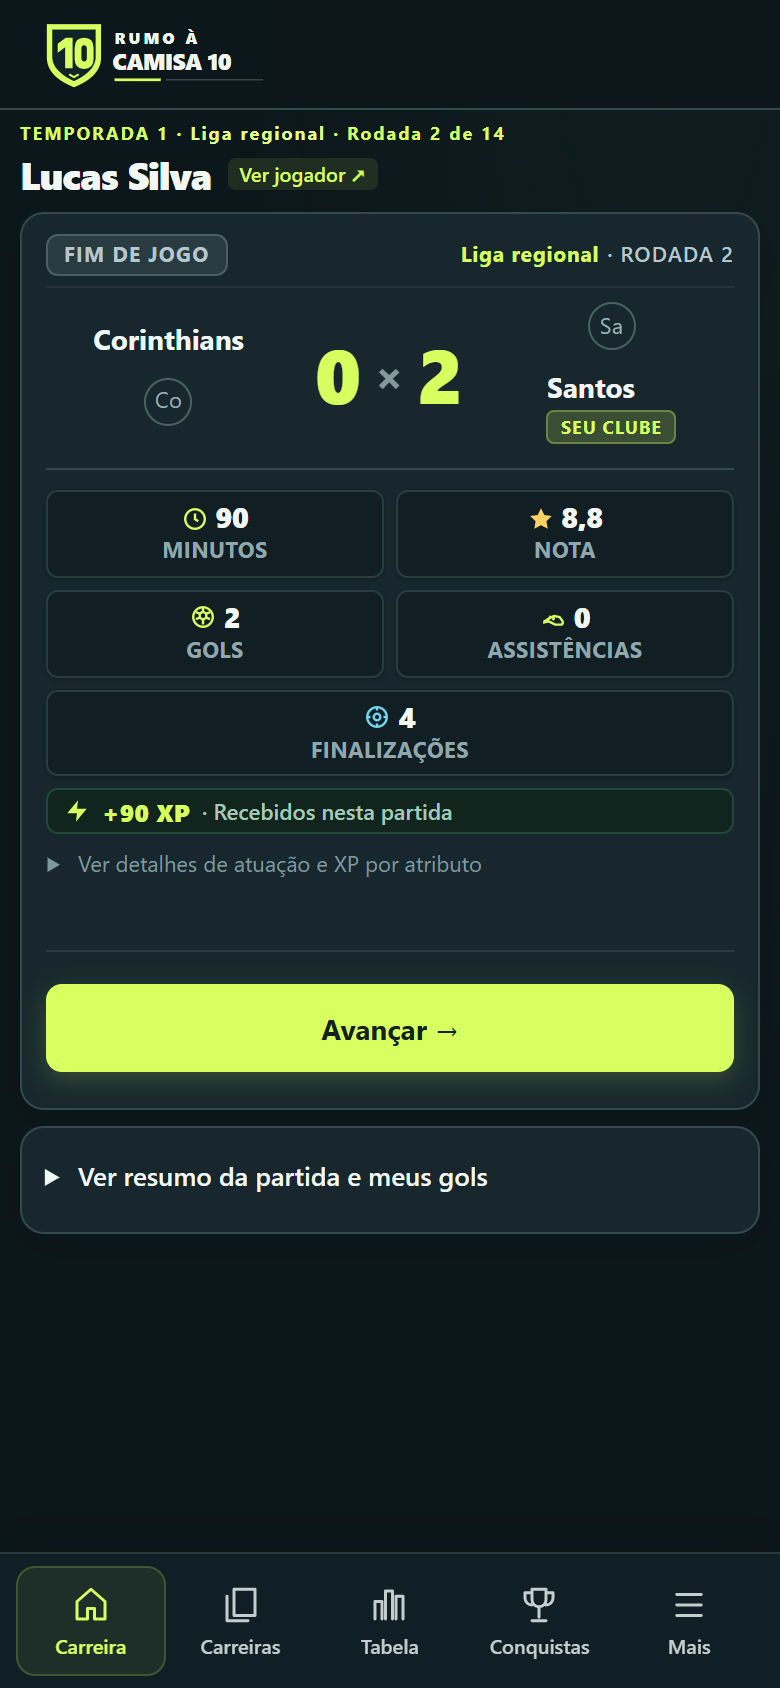 10
RUMO À
CAMISA 10
TEMPORADA 1 · Liga regional · Rodada 2 de 14
Lucas Silva
Ver jogador ↗
FIM DE JOGO
Liga regional · RODADA 2
Corinthians
Co
0 × 2
Sa
Santos
SEU CLUBE
90
MINUTOS
8,8
NOTA
2
GOLS
0
ASSISTÊNCIAS
4
FINALIZAÇÕES
+90 XP · Recebidos nesta partida
▶ Ver detalhes de atuação e XP por atributo
Avançar →
▶ Ver resumo da partida e meus gols
Carreira
Carreiras
Tabela
Conquistas
Mais